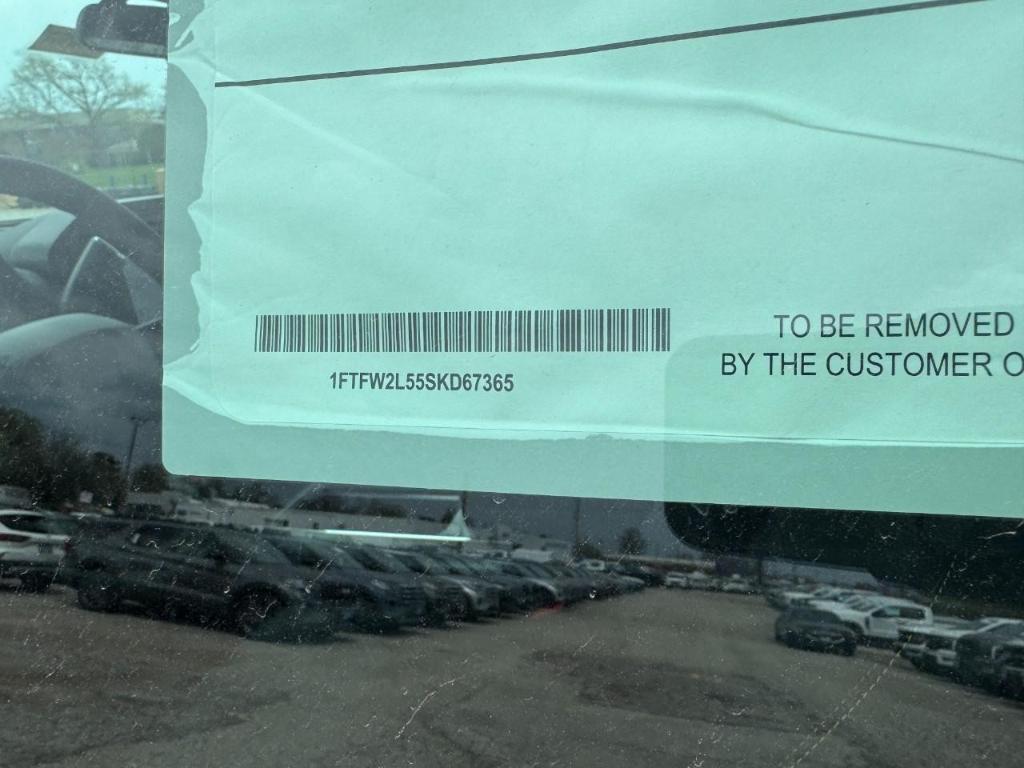 1FTFW2L55SKD67365
TO BE REMOVED
BY THE CUSTOMER O